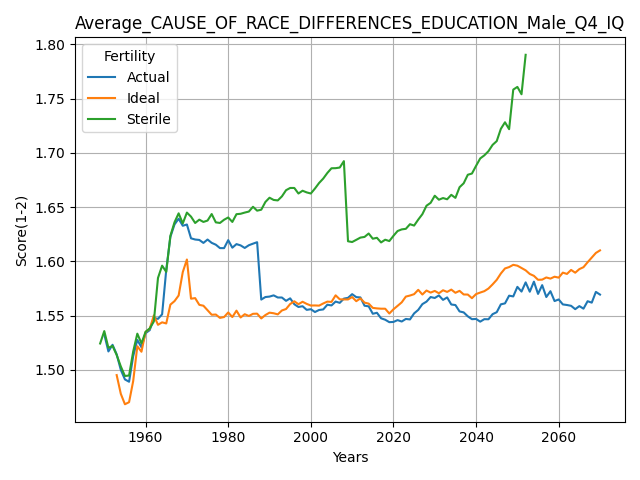 Average_CAUSE_OF_RACE_DIFFERENCES_EDUCATION_Male_Q4_IQ
Fertility
Actual
Ideal
Sterile
Score(1-2)
1.80
1.75
1.70
1.65
1.60
1.55
1.50
1960 1980 2000 2020 2040 2060
Years